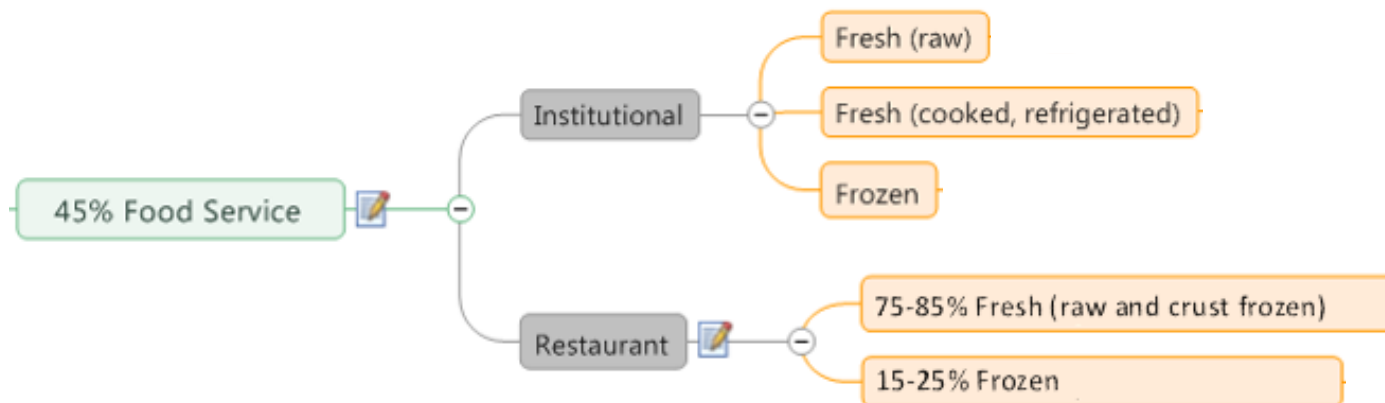 Fresh (raw)
Institutional
Fresh (cooked, refrigerated)
Frozen
45% Food Service
75-85% Fresh (raw and crust frozen)
Restaurant
15-25% Frozen